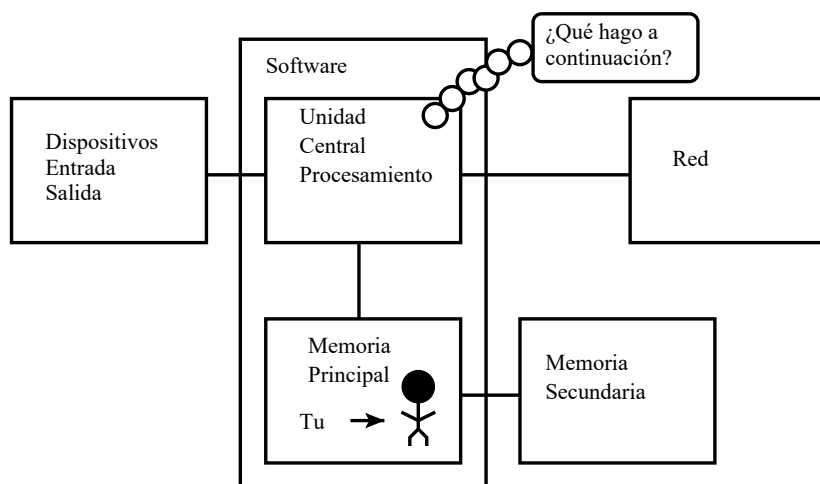 ¿Qué hago a
continuación?
Software
Unidad
Central
Procesamiento
Dispositivos
Entrada
Salida
Red
Memoria
Principal
Tu
Memoria
Secundaria